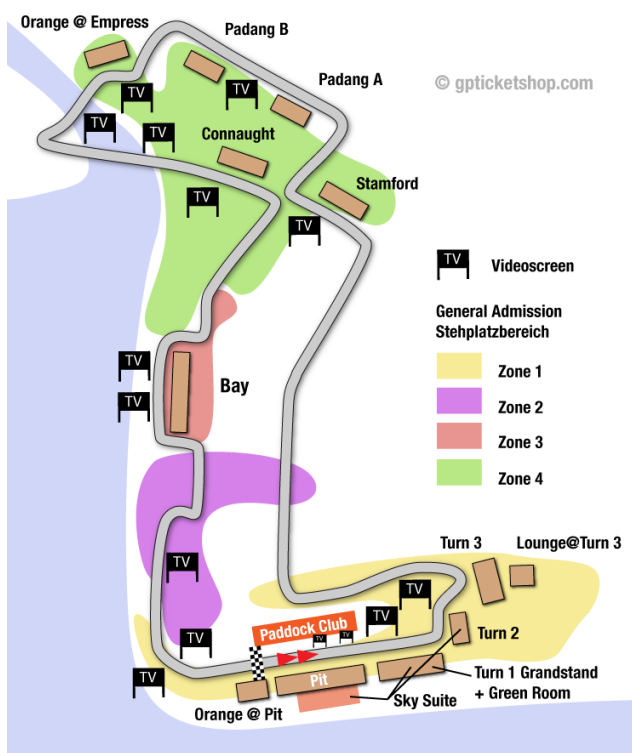 Orange @ Empress
Padang B
Padang A
© gpticketshop.com
TV
TV
TV
TV
Connaught
TV
Stamford
TV
TV
Videoscreen
General Admission
Stehplatzbereich
Zone 1
Zone 2
Zone 3
Zone 4
TV
TV
Bay
TV
TV
TV
TV
TV
TV
TV
Turn 3
Lounge@Turn 3
Paddock Club
Turn 2
Pit
Turn 1 Grandstand
+ Green Room
Sky Suite
Orange @ Pit